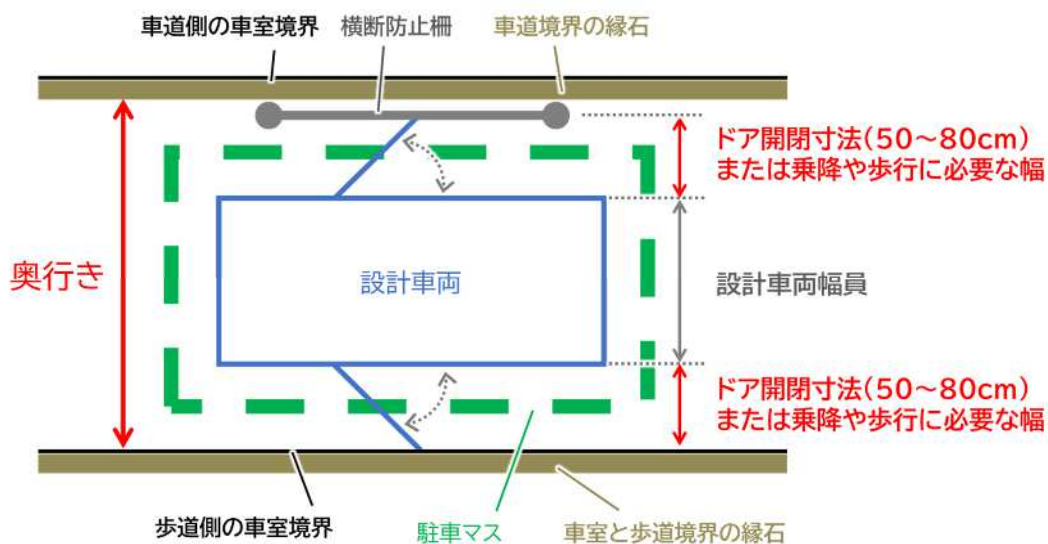 車道側の車室境界
横断防止柵
車道境界の縁石
ドア開閉寸法(50～80cm)
または乗降や歩行に必要な幅
奥行き
設計車両
設計車両幅員
ドア開閉寸法(50～80cm)
または乗降や歩行に必要な幅
歩道側の車室境界
駐車マス
車室と歩道境界の縁石